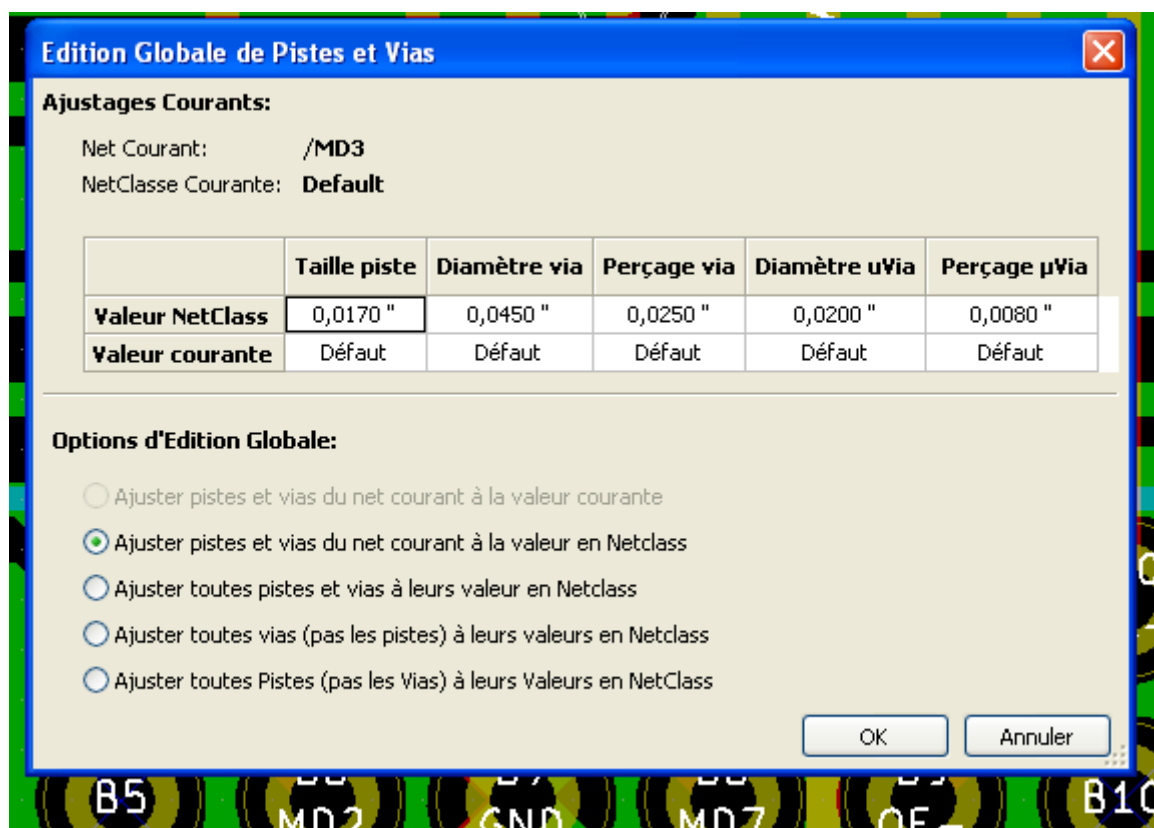 Edition Globale de Pistes et Vias
Ajustages Courants:
Net Courant: /MD3
NetClasse Courante: Default
Taille piste Diamètre via Perçage via Diamètre uVia Perçage µVia
Valeur NetClass 0,0170 " 0,0450 " 0,0250 " 0,0200 " 0,0080 "
Valeur courante Défaut Défaut Défaut Défaut Défaut
Options d'Edition Globale:
Ajuster pistes et vias du net courant à la valeur courante
Ajuster pistes et vias du net courant à la valeur en Netclass
Ajuster toutes pistes et vias à leurs valeur en Netclass
Ajuster toutes vias (pas les pistes) à leurs valeurs en Netclass
Ajuster toutes Pistes (pas les Vias) à leurs Valeurs en NetClass
OK Annuler
B5
MD2 GND MD7